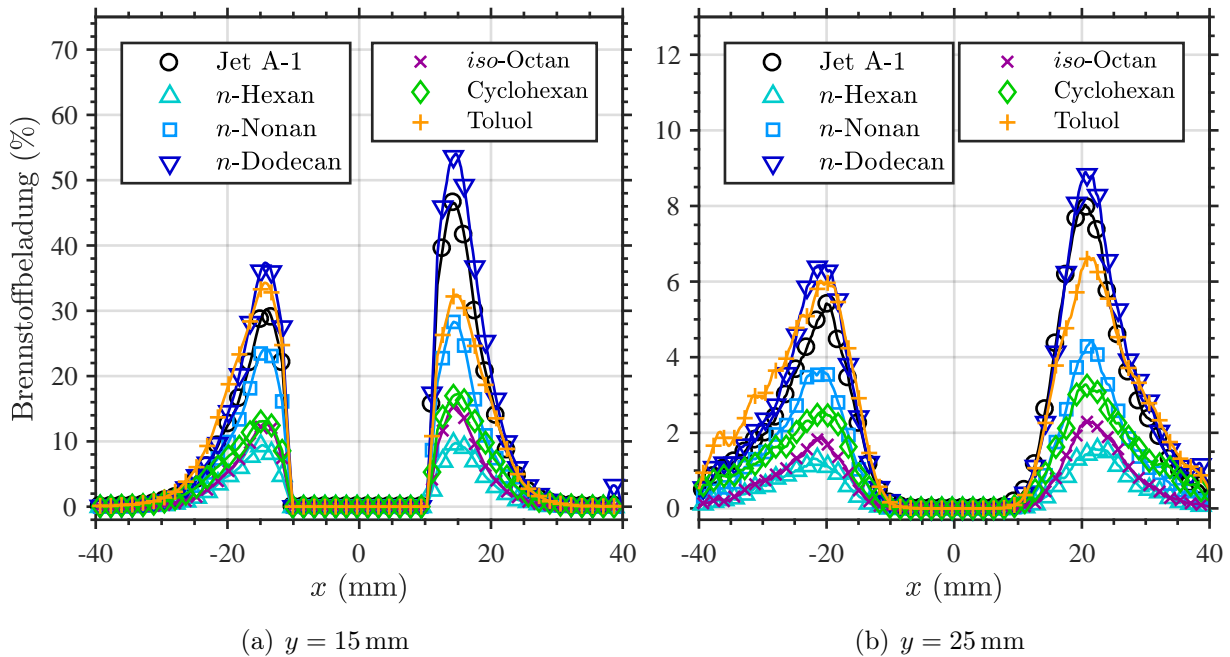 Brennstoffbeladung (%)
70
60
50
40
30
20
10
0
Jet A-1
n-Hexan
n-Nonan
n-Dodecan
iso-Octan
Cyclohexan
Toluol
-40 -20 0 20 40
x (mm)
(a) y = 15 mm
12
10
8
6
4
2
0
Jet A-1
n-Hexan
n-Nonan
n-Dodecan
iso-Octan
Cyclohexan
Toluol
-40 -20 0 20 40
x (mm)
(b) y = 25 mm